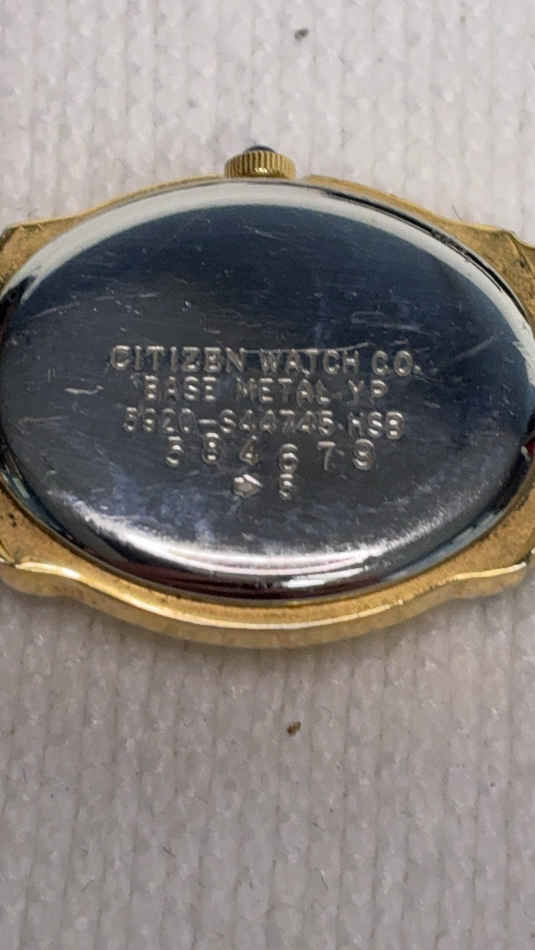 CITIZEN WATCH CO.
BASE METAL YP
5920-S44745 HSB
584679
S